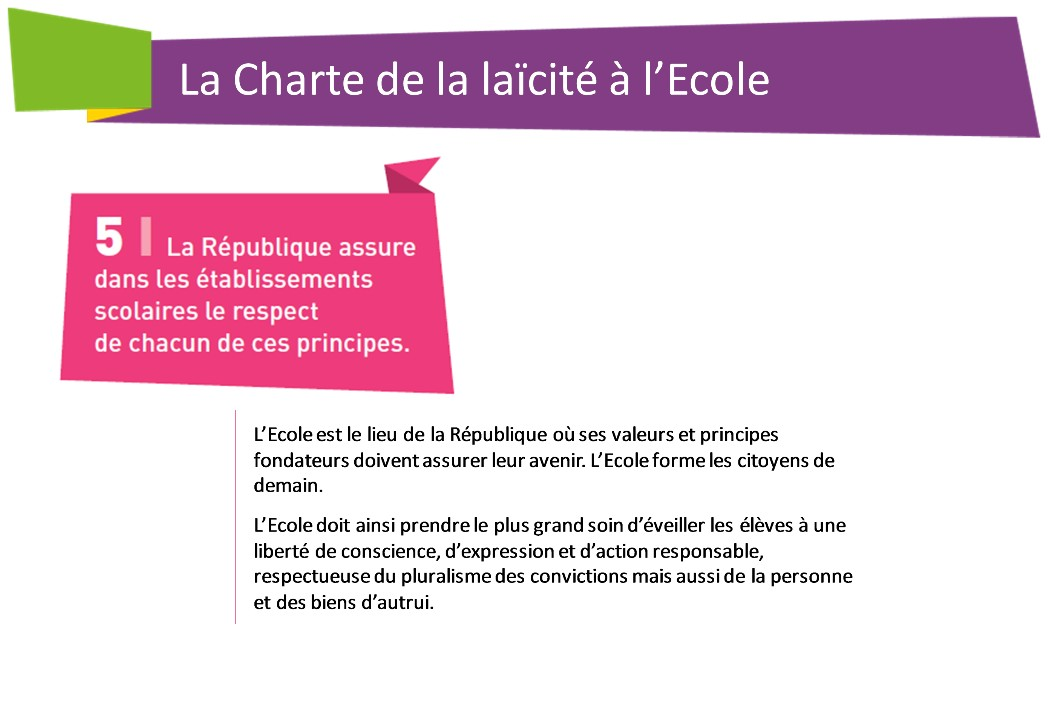 La Charte de la laïcité à l'Ecole
5 | La République assure
dans les établissements
scolaires le respect
de chacun de ces principes.
L'Ecole est le lieu de la République où ses valeurs et principes
fondateurs doivent assurer leur avenir. L'Ecole forme les citoyens de
demain.
L'Ecole doit ainsi prendre le plus grand soin d'éveiller les élèves à une
liberté de conscience, d'expression et d'action responsable,
respectueuse du pluralisme des convictions mais aussi de la personne
et des biens d'autrui.